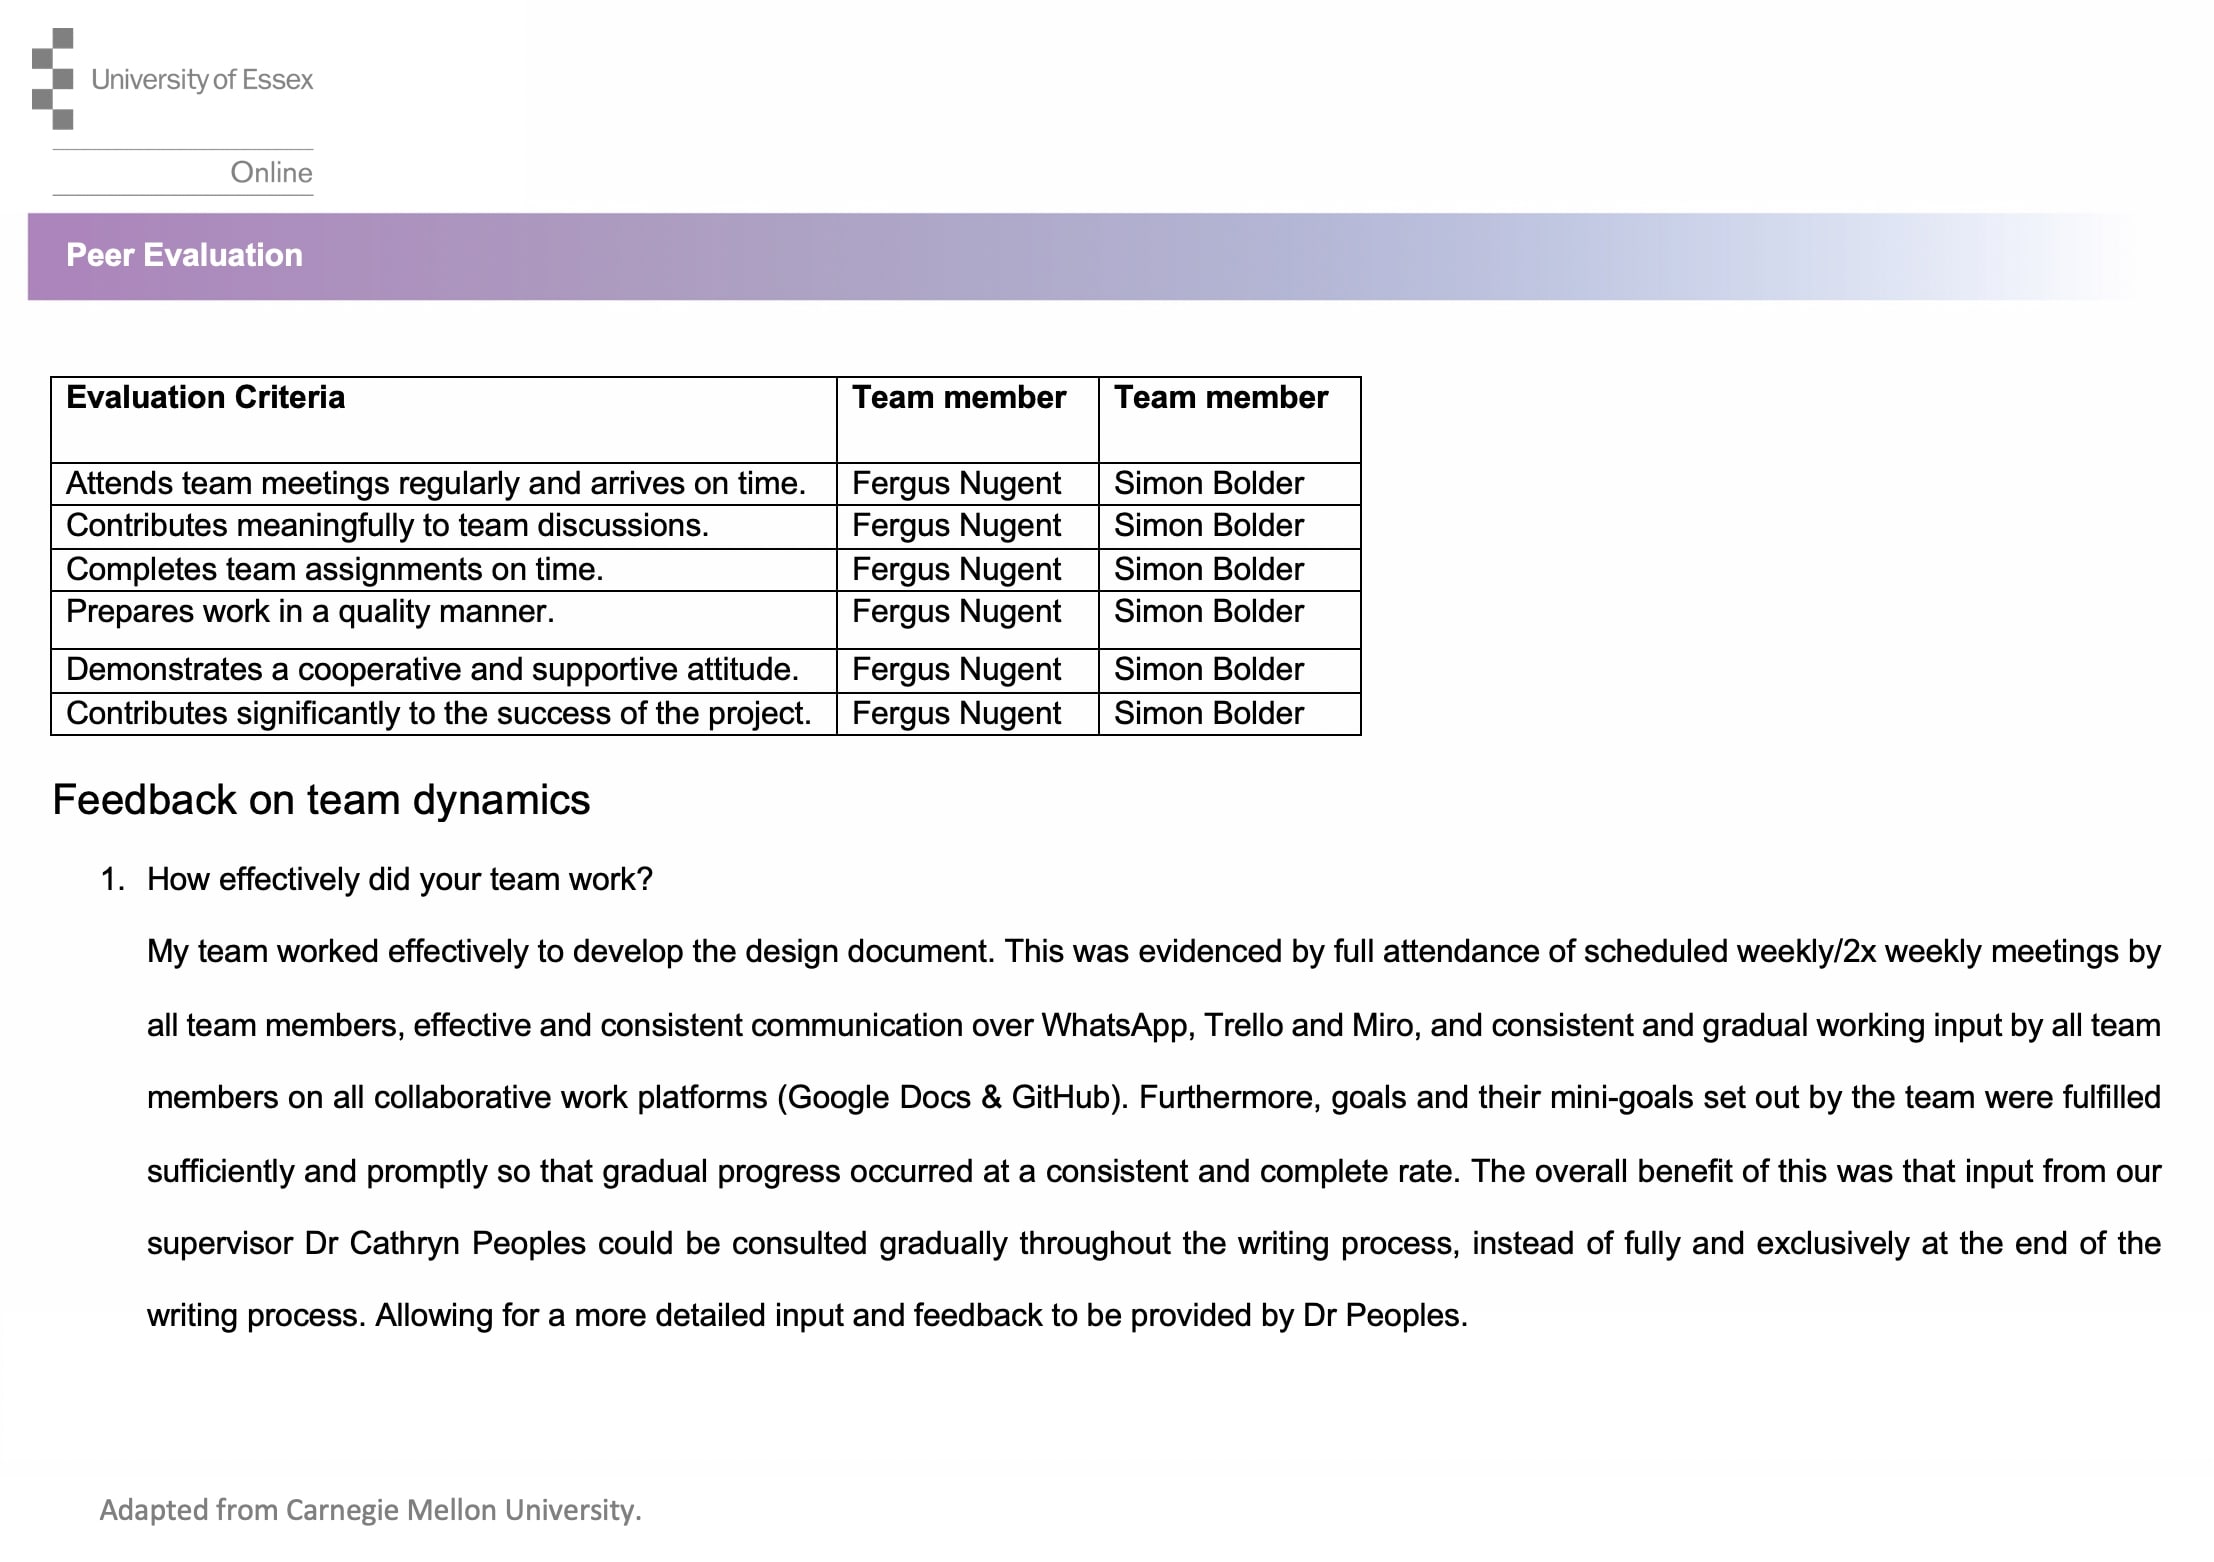 University of Essex
Online
Peer Evaluation
Evaluation Criteria Team member Team member
Attends team meetings regularly and arrives on time. Fergus Nugent Simon Bolder
Contributes meaningfully to team discussions. Fergus Nugent Simon Bolder
Completes team assignments on time. Fergus Nugent Simon Bolder
Prepares work in a quality manner. Fergus Nugent Simon Bolder
Demonstrates a cooperative and supportive attitude. Fergus Nugent Simon Bolder
Contributes significantly to the success of the project. Fergus Nugent Simon Bolder
Feedback on team dynamics
1. How effectively did your team work?
My team worked effectively to develop the design document. This was evidenced by full attendance of scheduled weekly/2x weekly meetings by
all team members, effective and consistent communication over WhatsApp, Trello and Miro, and consistent and gradual working input by all team
members on all collaborative work platforms (Google Docs & GitHub). Furthermore, goals and their mini-goals set out by the team were fulfilled
sufficiently and promptly so that gradual progress occurred at a consistent and complete rate. The overall benefit of this was that input from our
supervisor Dr Cathryn Peoples could be consulted gradually throughout the writing process, instead of fully and exclusively at the end of the
writing process. Allowing for a more detailed input and feedback to be provided by Dr Peoples.
Adapted from Carnegie Mellon University.